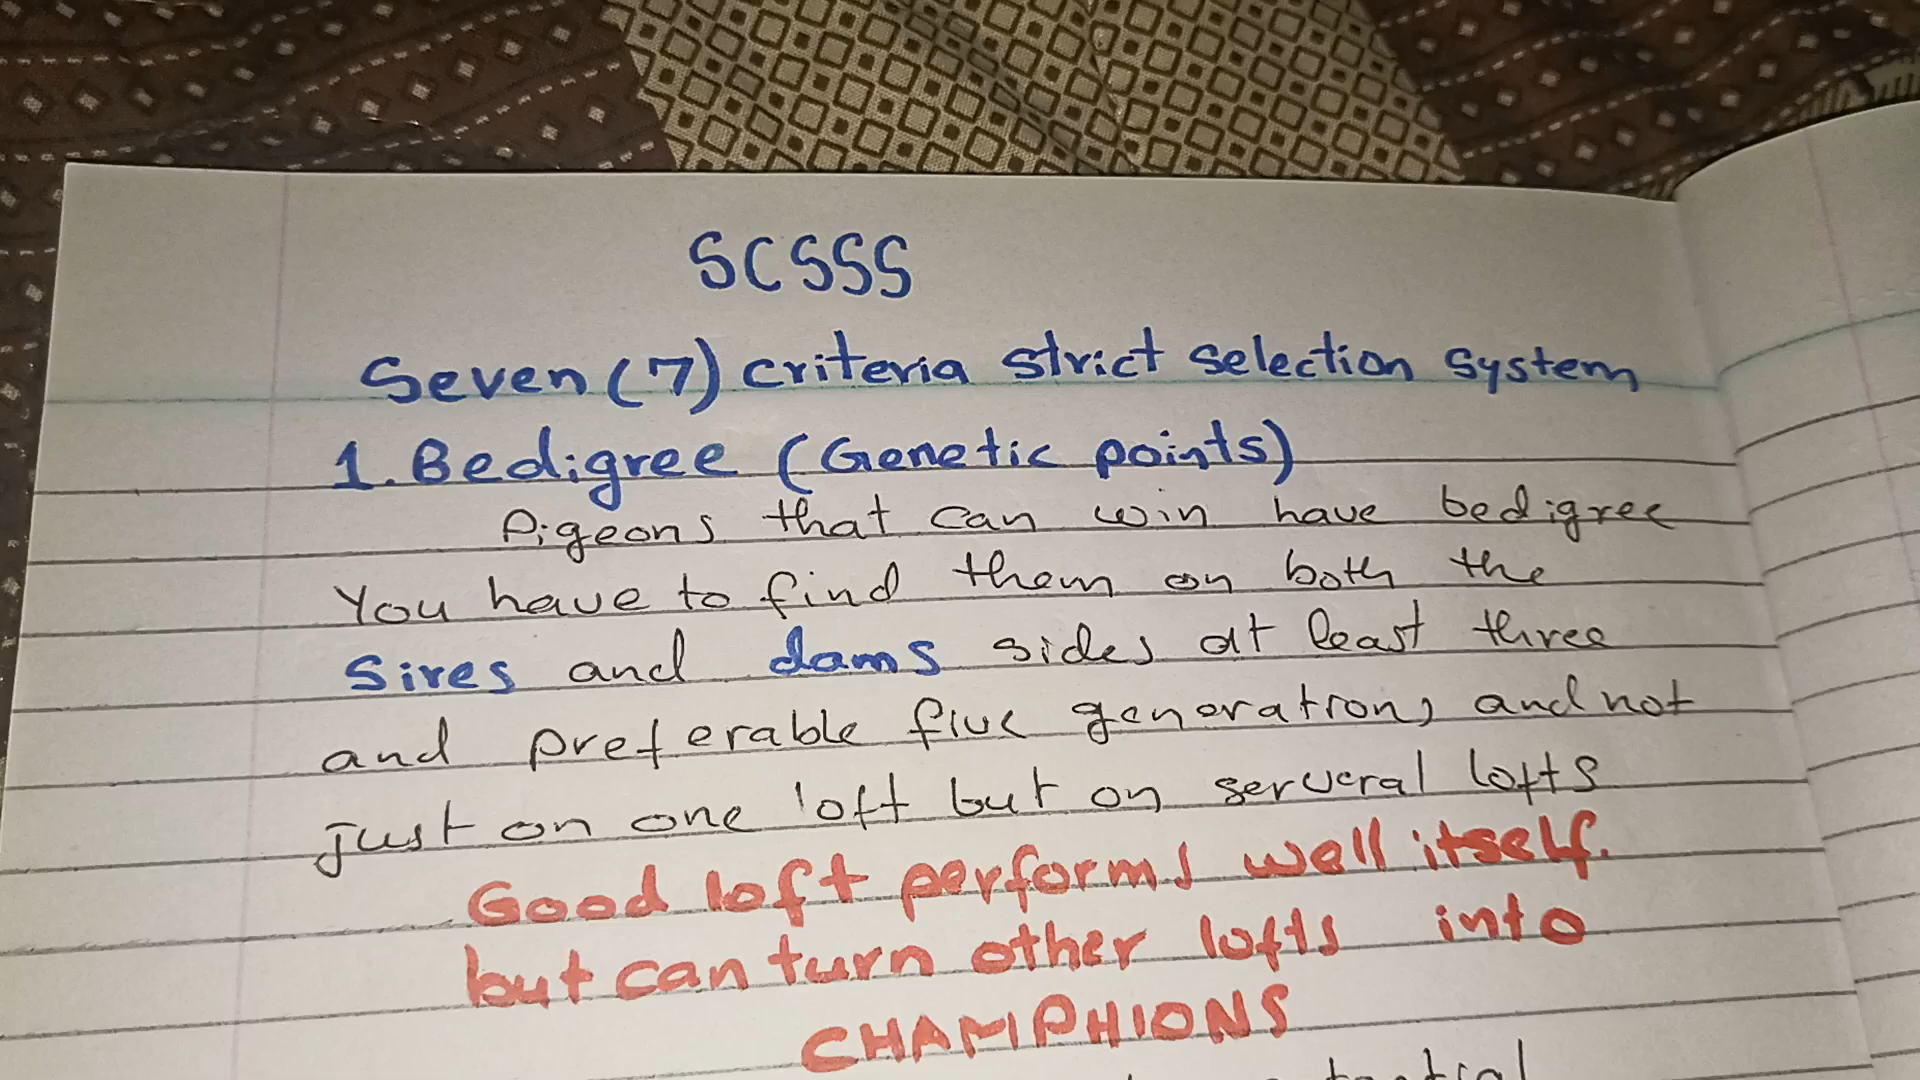 SCSSS
Seven (7) criteria strict selection system
1. Bedigree (Genetic points)
Pigeons that can win have bedigree
You have to find them on both the
Sires and dams sides at least three
and preferable five generation, and not
just on one loft but on serveral lofts
Good loft performs well itself.
but can turn other lofts into
CHAMPHIONS